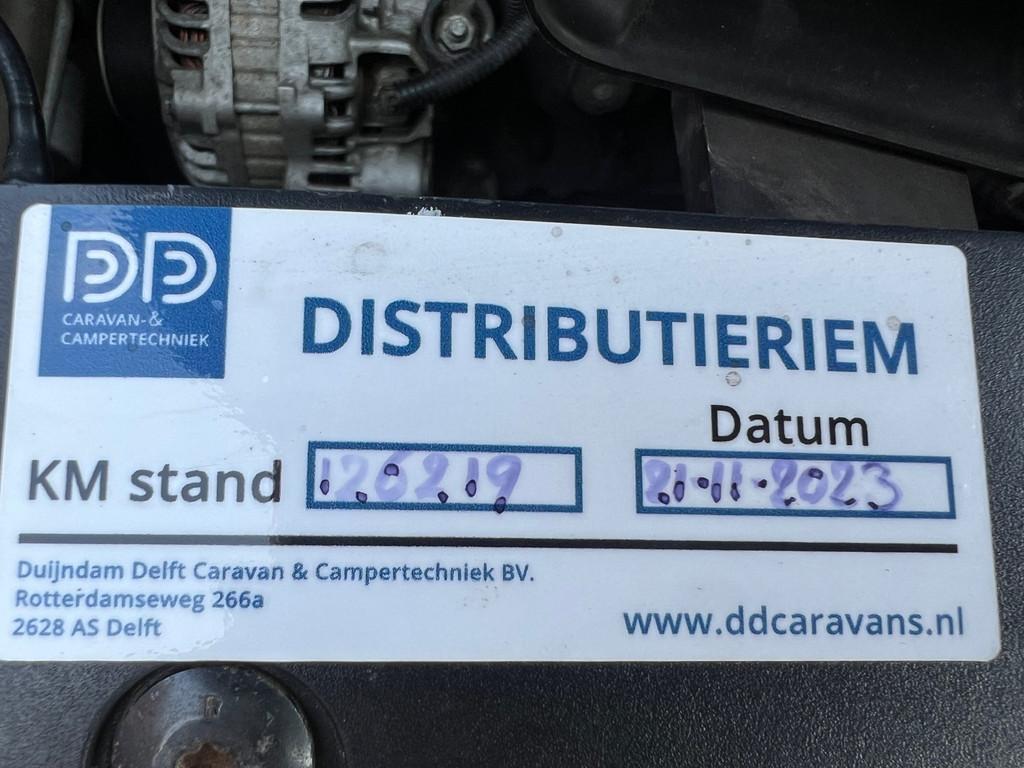 DD
CARAVAN-&
CAMPERTECHNIEK
DISTRIBUTIERIEM
Datum
KM stand 126219 21-11-2023
Duijndam Delft Caravan & Campertechniek BV.
Rotterdamseweg 266a
2628 AS Delft
www.ddcaravans.nl